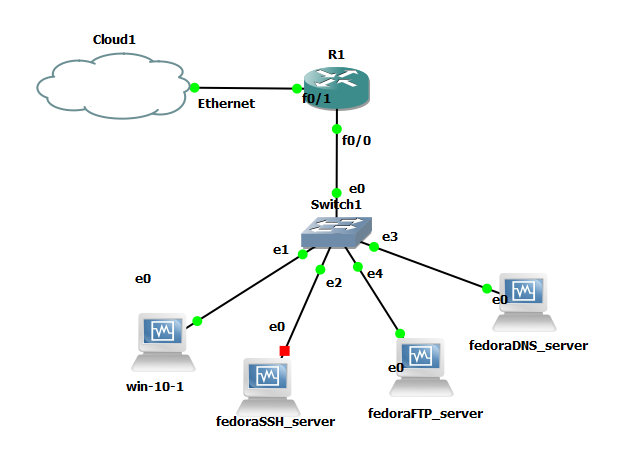 Cloud1
R1
Ethernet
f0/1
f0/0
e0
Switch1
e3
e1
e4
e0
e2
e0
e0
fedoraDNS_server
e0
win-10-1
fedoraFTP_server
fedoraSSH_server